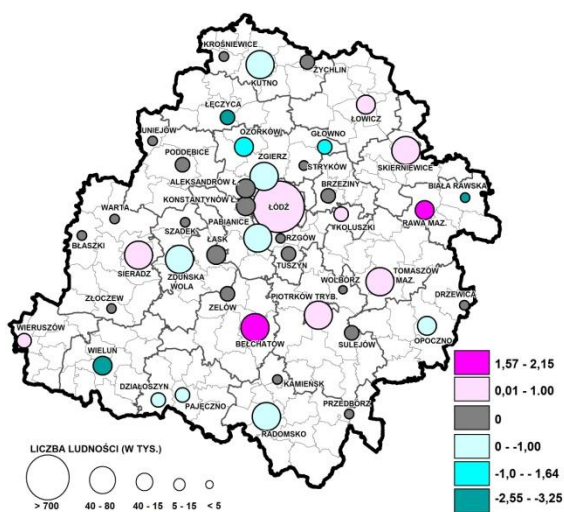 KROŚNIEWICE
KUTNO
ŻYCHLIN
ŁĘCZYCA
ŁOWICZ
UNIEJÓW
OZORKÓW
GŁOWNO
PODDĘBICE
ZGIERZ
STRYKÓW
SKIERNIEWICE
ALEKSANDRÓW Ł.
BRZEZINY
BIAŁA RAWSKA
KONSTANTYNÓW Ł.
ŁÓDŹ
WARTA
SZADEK
PABIANICE
KOLUSZKI
RAWA MAZ.
BŁASZKI
ŁASK
RZGÓW
SIERADZ
ZDUŃSKA
WOLA
TUSZYN
TOMASZÓW
MAZ.
ZŁOCZEW
ZELÓW
PIOTRKÓW TRYB.
WOLBÓRZ
DRZEWICA
WIERUSZÓW
BEŁCHATÓW
SULEJÓW
OPOCZNO
WIELUŃ
DZIAŁOSZYN
PAJĘCZNO
KAMIEŃSK
PRZEDBÓRZ
RADOMSKO
1,57 - 2,15
0,01 - 1.00
0
0 - -1,00
-1,0 - -1,64
-2,55 - -3,25
LICZBA LUDNOŚCI (W TYS.)
> 700 40 - 80 40 - 15 5 - 15 < 5